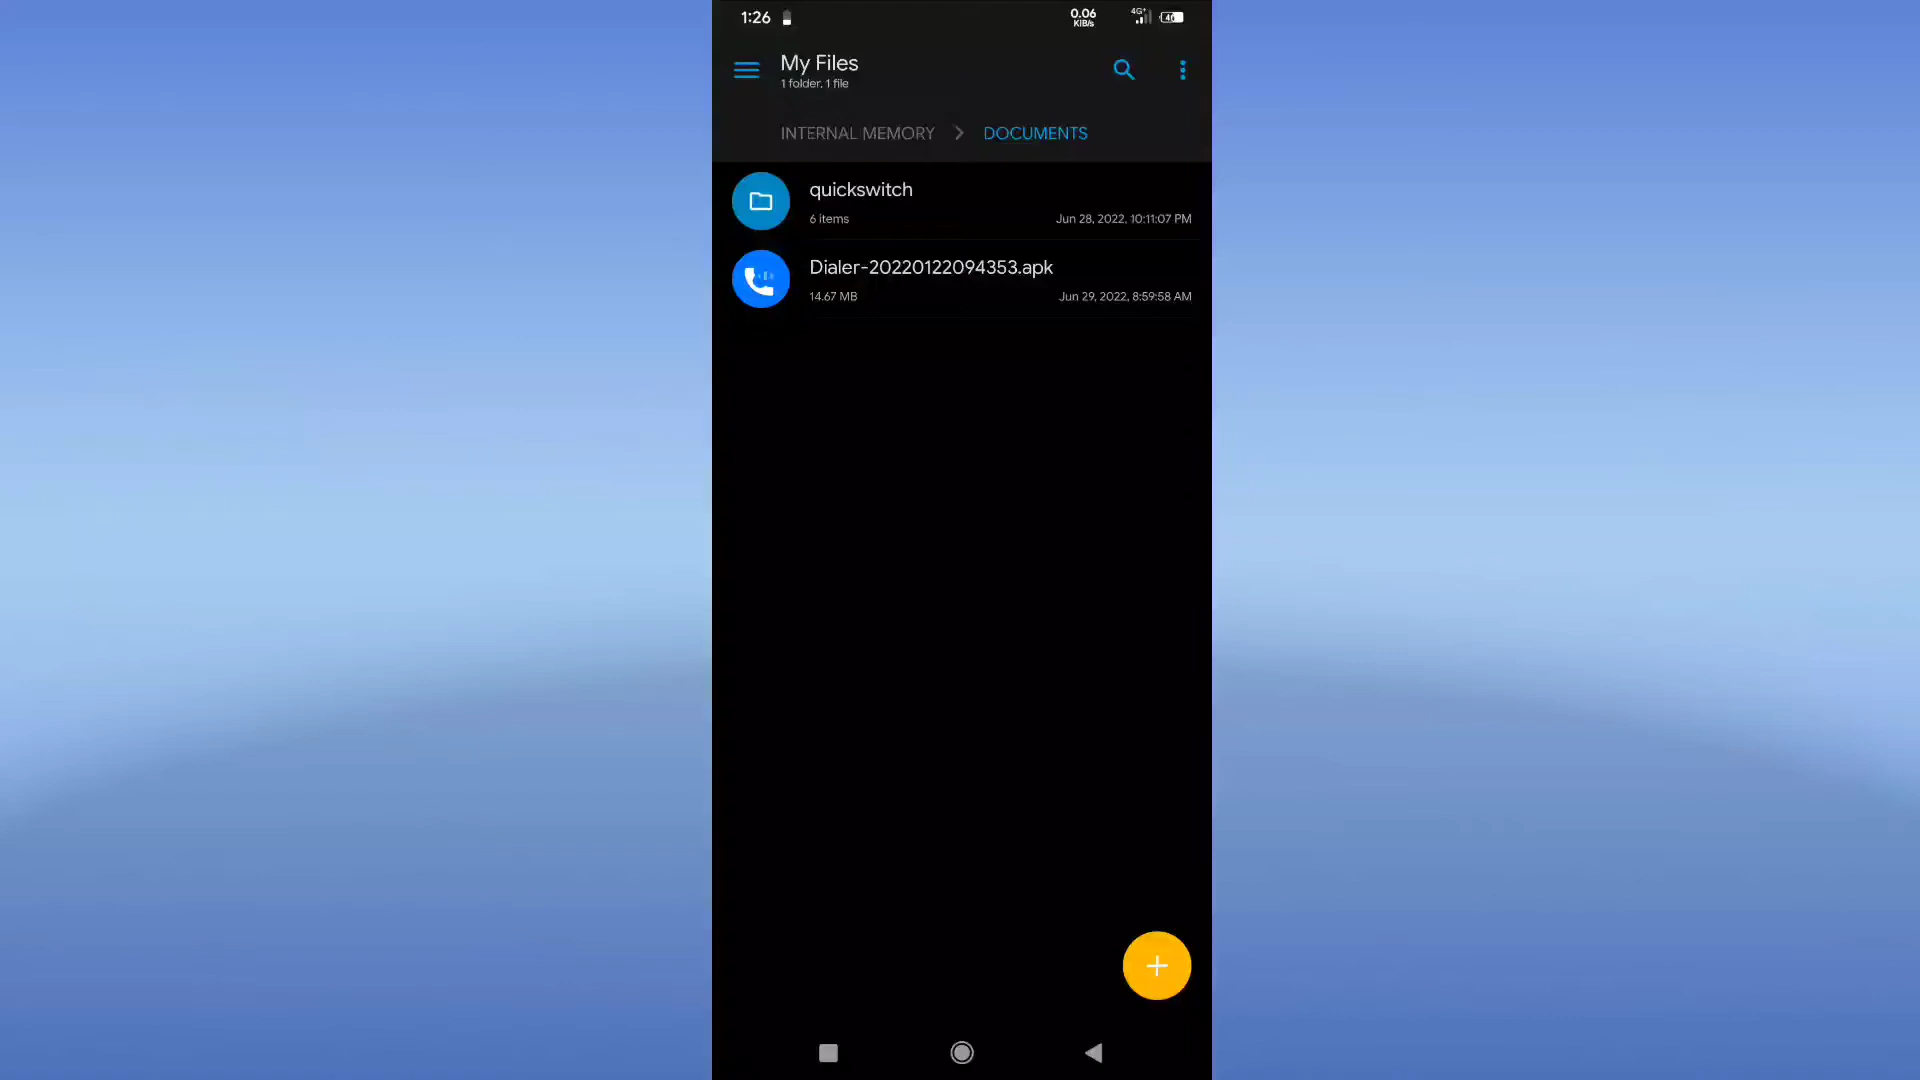 1:26
0.06
KiB/s
4G+
My Files
1 folder, 1 file
INTERNAL MEMORY
DOCUMENTS
quickswitch
6 items
Jun 28, 2022, 10:11:07 PM
Dialer-20220122094353.apk
14.67 MB
Jun 29, 2022, 8:59:58 AM